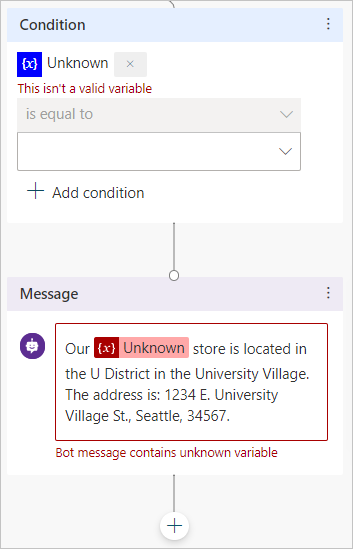 Condition
{x} Unknown ×
This isn't a valid variable
is equal to
Add condition
Message
Our {x} Unknown store is located in
the U District in the University Village.
The address is: 1234 E. University
Village St., Seattle, 34567.
Bot message contains unknown variable